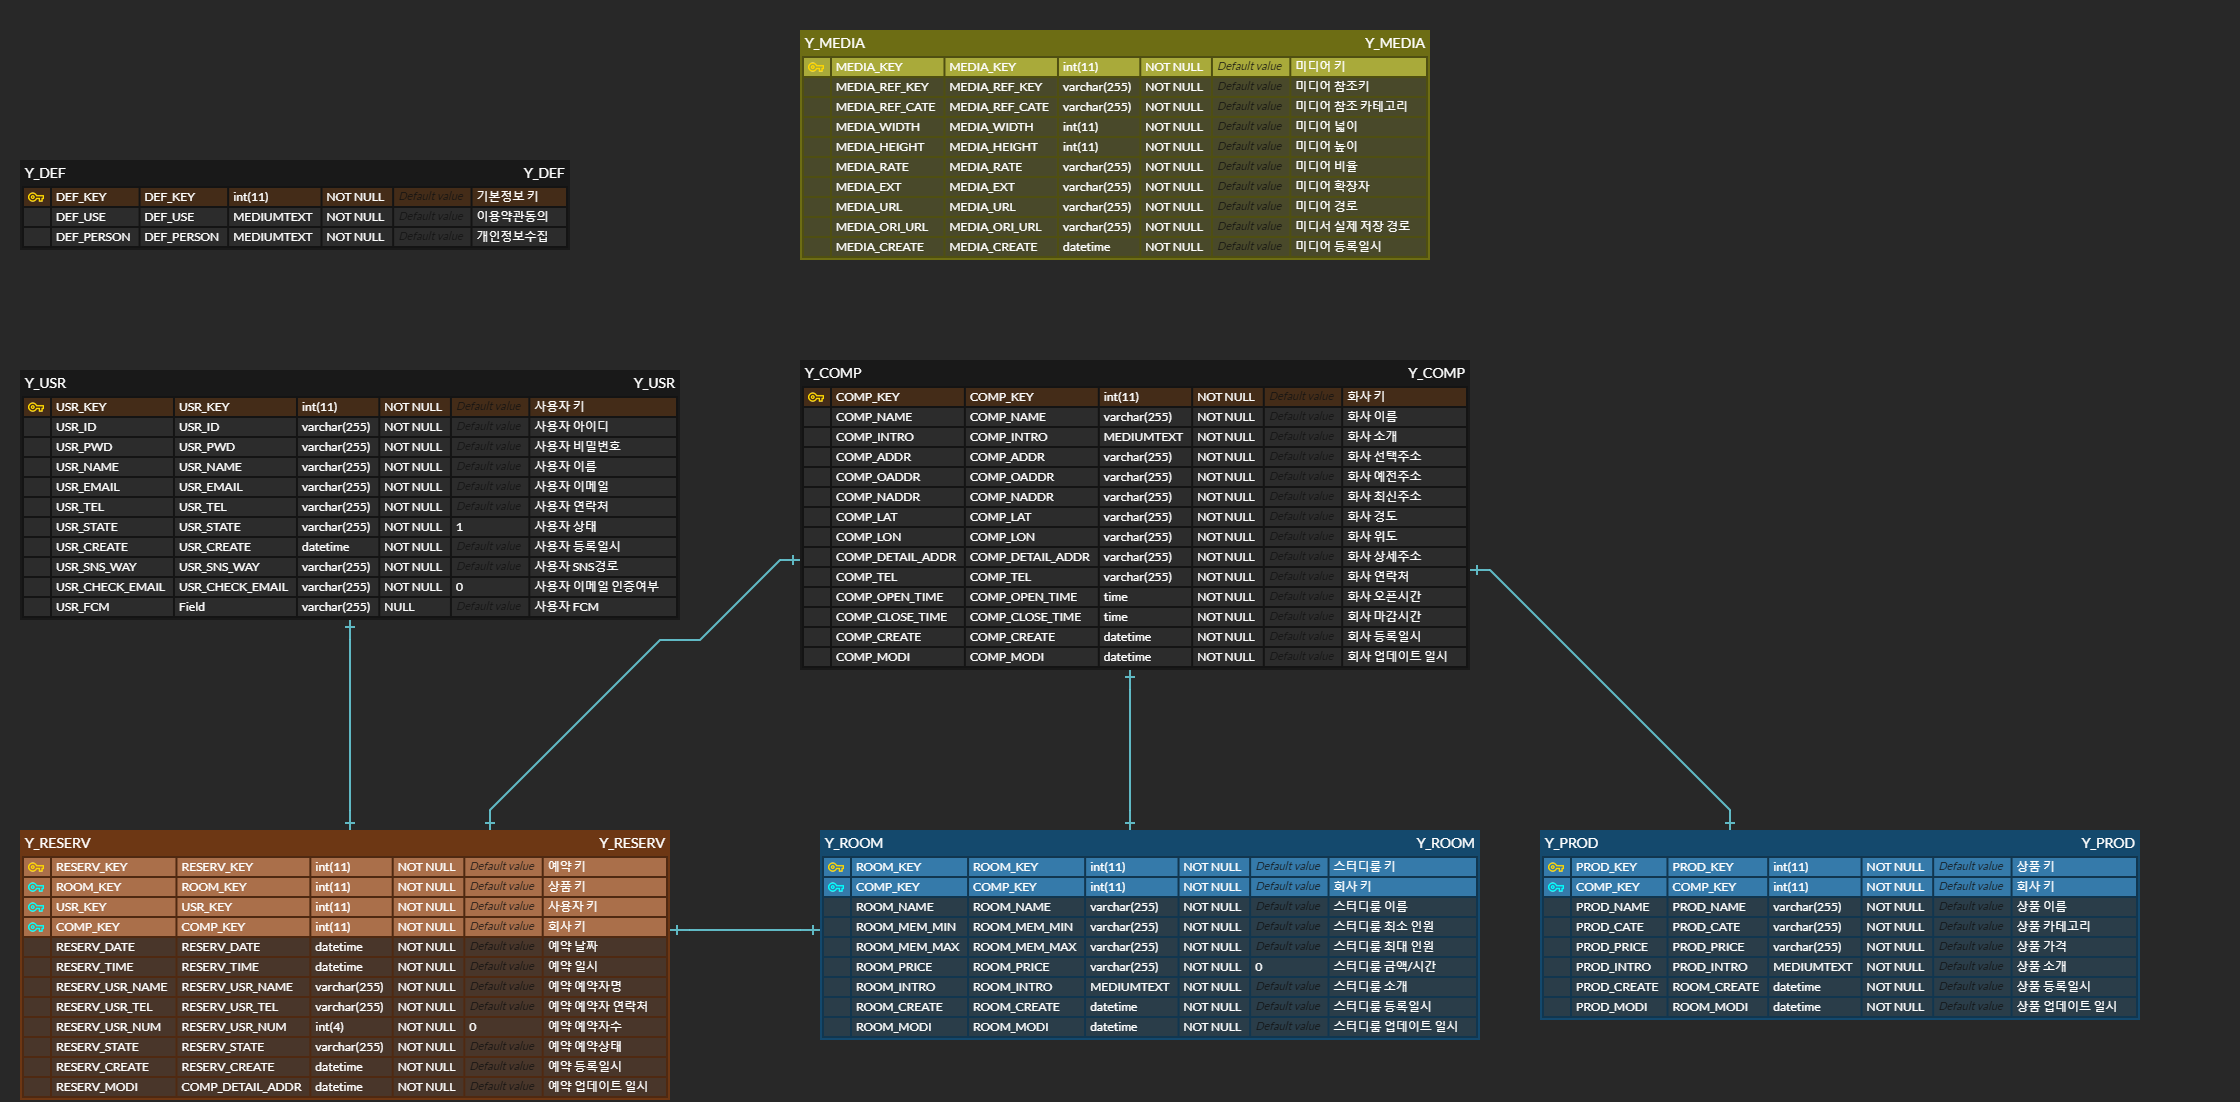 Y_MEDIA Y_MEDIA
MEDIA_KEY MEDIA_KEY int(11) NOT NULL Default value 미디어 키
MEDIA_REF_KEY MEDIA_REF_KEY varchar(255) NOT NULL Default value 미디어 참조키
MEDIA_REF_CATE MEDIA_REF_CATE varchar(255) NOT NULL Default value 미디어 참조 카테고리
MEDIA_WIDTH MEDIA_WIDTH int(11) NOT NULL Default value 미디어 넓이
MEDIA_HEIGHT MEDIA_HEIGHT int(11) NOT NULL Default value 미디어 높이
MEDIA_RATE MEDIA_RATE varchar(255) NOT NULL Default value 미디어 비율
MEDIA_EXT MEDIA_EXT varchar(255) NOT NULL Default value 미디어 확장자
MEDIA_URL MEDIA_URL varchar(255) NOT NULL Default value 미디어 경로
MEDIA_ORI_URL MEDIA_ORI_URL varchar(255) NOT NULL Default value 미디서 실제 저장 경로
MEDIA_CREATE MEDIA_CREATE datetime NOT NULL Default value 미디어 등록일시
Y_DEF Y_DEF
DEF_KEY DEF_KEY int(11) NOT NULL Default value 기본정보 키
DEF_USE DEF_USE MEDIUMTEXT NOT NULL Default value 이용약관동의
DEF_PERSON DEF_PERSON MEDIUMTEXT NOT NULL Default value 개인정보수집
Y_USR Y_USR
USR_KEY USR_KEY int(11) NOT NULL Default value 사용자 키
USR_ID USR_ID varchar(255) NOT NULL Default value 사용자 아이디
USR_PWD USR_PWD varchar(255) NOT NULL Default value 사용자 비밀번호
USR_NAME USR_NAME varchar(255) NOT NULL Default value 사용자 이름
USR_EMAIL USR_EMAIL varchar(255) NOT NULL Default value 사용자 이메일
USR_TEL USR_TEL varchar(255) NOT NULL Default value 사용자 연락처
USR_STATE USR_STATE varchar(255) NOT NULL 1 사용자 상태
USR_CREATE USR_CREATE datetime NOT NULL Default value 사용자 등록일시
USR_SNS_WAY USR_SNS_WAY varchar(255) NOT NULL Default value 사용자 SNS경로
USR_CHECK_EMAIL USR_CHECK_EMAIL varchar(255) NOT NULL 0 사용자 이메일 인증여부
USR_FCM Field varchar(255) NULL Default value 사용자 FCM
Y_COMP Y_COMP
COMP_KEY COMP_KEY int(11) NOT NULL Default value 화사 키
COMP_NAME COMP_NAME varchar(255) NOT NULL Default value 화사 이름
COMP_INTRO COMP_INTRO MEDIUMTEXT NOT NULL Default value 화사 소개
COMP_ADDR COMP_ADDR varchar(255) NOT NULL Default value 화사 선택주소
COMP_OADDR COMP_OADDR varchar(255) NOT NULL Default value 화사 예전주소
COMP_NADDR COMP_NADDR varchar(255) NOT NULL Default value 화사 최신주소
COMP_LAT COMP_LAT varchar(255) NOT NULL Default value 화사 경도
COMP_LON COMP_LON varchar(255) NOT NULL Default value 화사 위도
COMP_DETAIL_ADDR COMP_DETAIL_ADDR varchar(255) NOT NULL Default value 화사 상세주소
COMP_TEL COMP_TEL varchar(255) NOT NULL Default value 화사 연락처
COMP_OPEN_TIME COMP_OPEN_TIME time NOT NULL Default value 화사 오픈시간
COMP_CLOSE_TIME COMP_CLOSE_TIME time NOT NULL Default value 회사 마감시간
COMP_CREATE COMP_CREATE datetime NOT NULL Default value 회사 등록일시
COMP_MODI COMP_MODI datetime NOT NULL Default value 회사 업데이트 일시
Y_RESERV Y_RESERV
RESERV_KEY RESERV_KEY int(11) NOT NULL Default value 예약 키
ROOM_KEY ROOM_KEY int(11) NOT NULL Default value 상품 키
USR_KEY USR_KEY int(11) NOT NULL Default value 사용자 키
COMP_KEY COMP_KEY int(11) NOT NULL Default value 회사 키
RESERV_DATE RESERV_DATE datetime NOT NULL Default value 예약 날짜
RESERV_TIME RESERV_TIME datetime NOT NULL Default value 예약 일시
RESERV_USR_NAME RESERV_USR_NAME varchar(255) NOT NULL Default value 예약 예약자명
RESERV_USR_TEL RESERV_USR_TEL varchar(255) NOT NULL Default value 예약 예약자 연락처
RESERV_USR_NUM RESERV_USR_NUM int(4) NOT NULL 0 예약 예약자수
RESERV_STATE RESERV_STATE varchar(255) NOT NULL Default value 예약 예약상태
RESERV_CREATE RESERV_CREATE datetime NOT NULL Default value 예약 등록일시
RESERV_MODI COMP_DETAIL_ADDR datetime NOT NULL Default value 예약 업데이트 일시
Y_ROOM Y_ROOM
ROOM_KEY ROOM_KEY int(11) NOT NULL Default value 스터디룸 키
COMP_KEY COMP_KEY int(11) NOT NULL Default value 회사 키
ROOM_NAME ROOM_NAME varchar(255) NOT NULL Default value 스터디룸 이름
ROOM_MEM_MIN ROOM_MEM_MIN varchar(255) NOT NULL Default value 스터디룸 최소 인원
ROOM_MEM_MAX ROOM_MEM_MAX varchar(255) NOT NULL Default value 스터디룸 최대 인원
ROOM_PRICE ROOM_PRICE varchar(255) NOT NULL 0 스터디룸 금액/시간
ROOM_INTRO ROOM_INTRO MEDIUMTEXT NOT NULL Default value 스터디룸 소개
ROOM_CREATE ROOM_CREATE datetime NOT NULL Default value 스터디룸 등록일시
ROOM_MODI ROOM_MODI datetime NOT NULL Default value 스터디룸 업데이트 일시
Y_PROD Y_PROD
PROD_KEY PROD_KEY int(11) NOT NULL Default value 상품 키
COMP_KEY COMP_KEY int(11) NOT NULL Default value 회사 키
PROD_NAME PROD_NAME varchar(255) NOT NULL Default value 상품 이름
PROD_CATE PROD_CATE varchar(255) NOT NULL Default value 상품 카테고리
PROD_PRICE PROD_PRICE varchar(255) NOT NULL Default value 상품 가격
PROD_INTRO PROD_INTRO MEDIUMTEXT NOT NULL Default value 상품 소개
PROD_CREATE ROOM_CREATE datetime NOT NULL Default value 상품 등록일시
PROD_MODI ROOM_MODI datetime NOT NULL Default value 상품 업데이트 일시